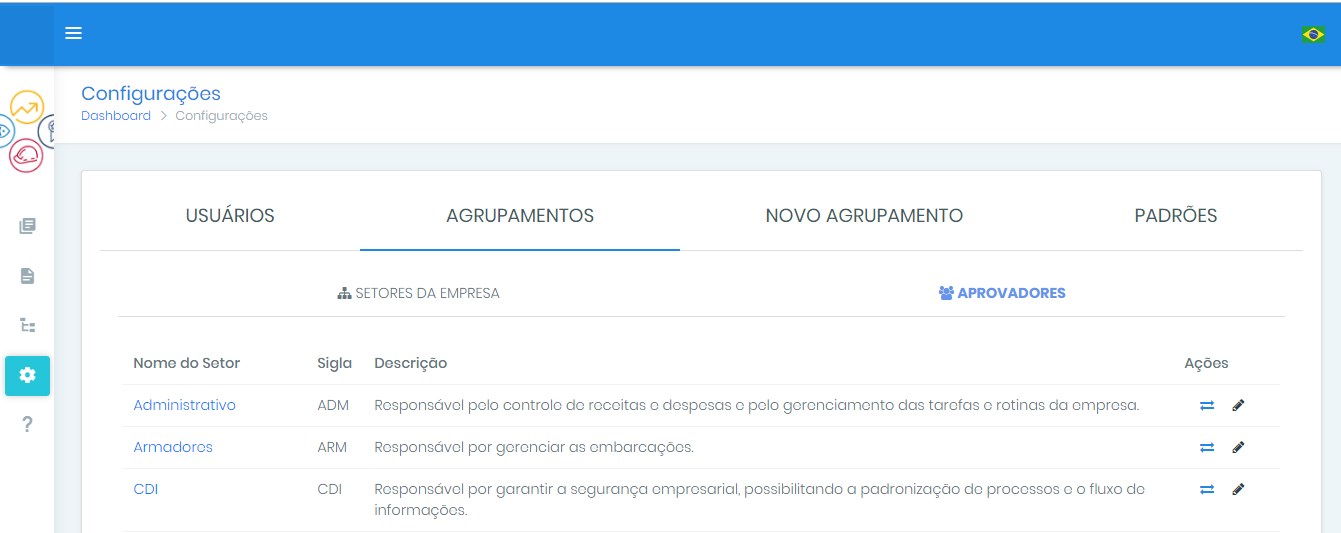 Configurações
Dashboard > Configurações
USUÁRIOS AGRUPAMENTOS NOVO AGRUPAMENTO PADRÕES
SETORES DA EMPRESA APROVADORES
Nome do Setor Sigla Descrição Ações
Administrativo ADM Responsável pelo controle de receitas e despesas e pelo gerenciamento das tarefas e rotinas da empresa.
Armadores ARM Responsável por gerenciar as embarcações.
CDI CDI Responsável por garantir a segurança empresarial, possibilitando a padronização de processos e o fluxo de
informações.
?